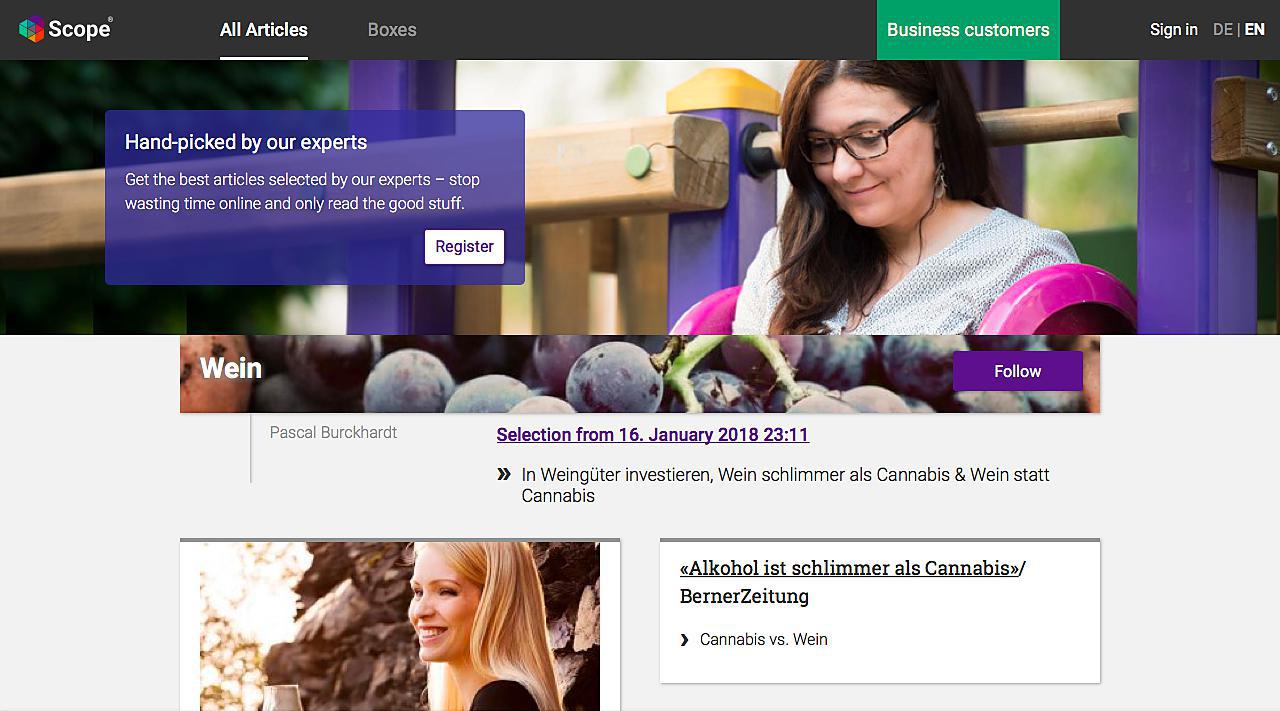 Scope®
All Articles
Boxes
Business customers
Sign in
DE | EN
Hand-picked by our experts
Get the best articles selected by our experts – stop
wasting time online and only read the good stuff.
Register
Wein
Follow
Pascal Burckhardt
Selection from 16. January 2018 23:11
» In Weingüter investieren, Wein schlimmer als Cannabis & Wein statt
Cannabis
«Alkohol ist schlimmer als Cannabis»/
BernerZeitung
› Cannabis vs. Wein